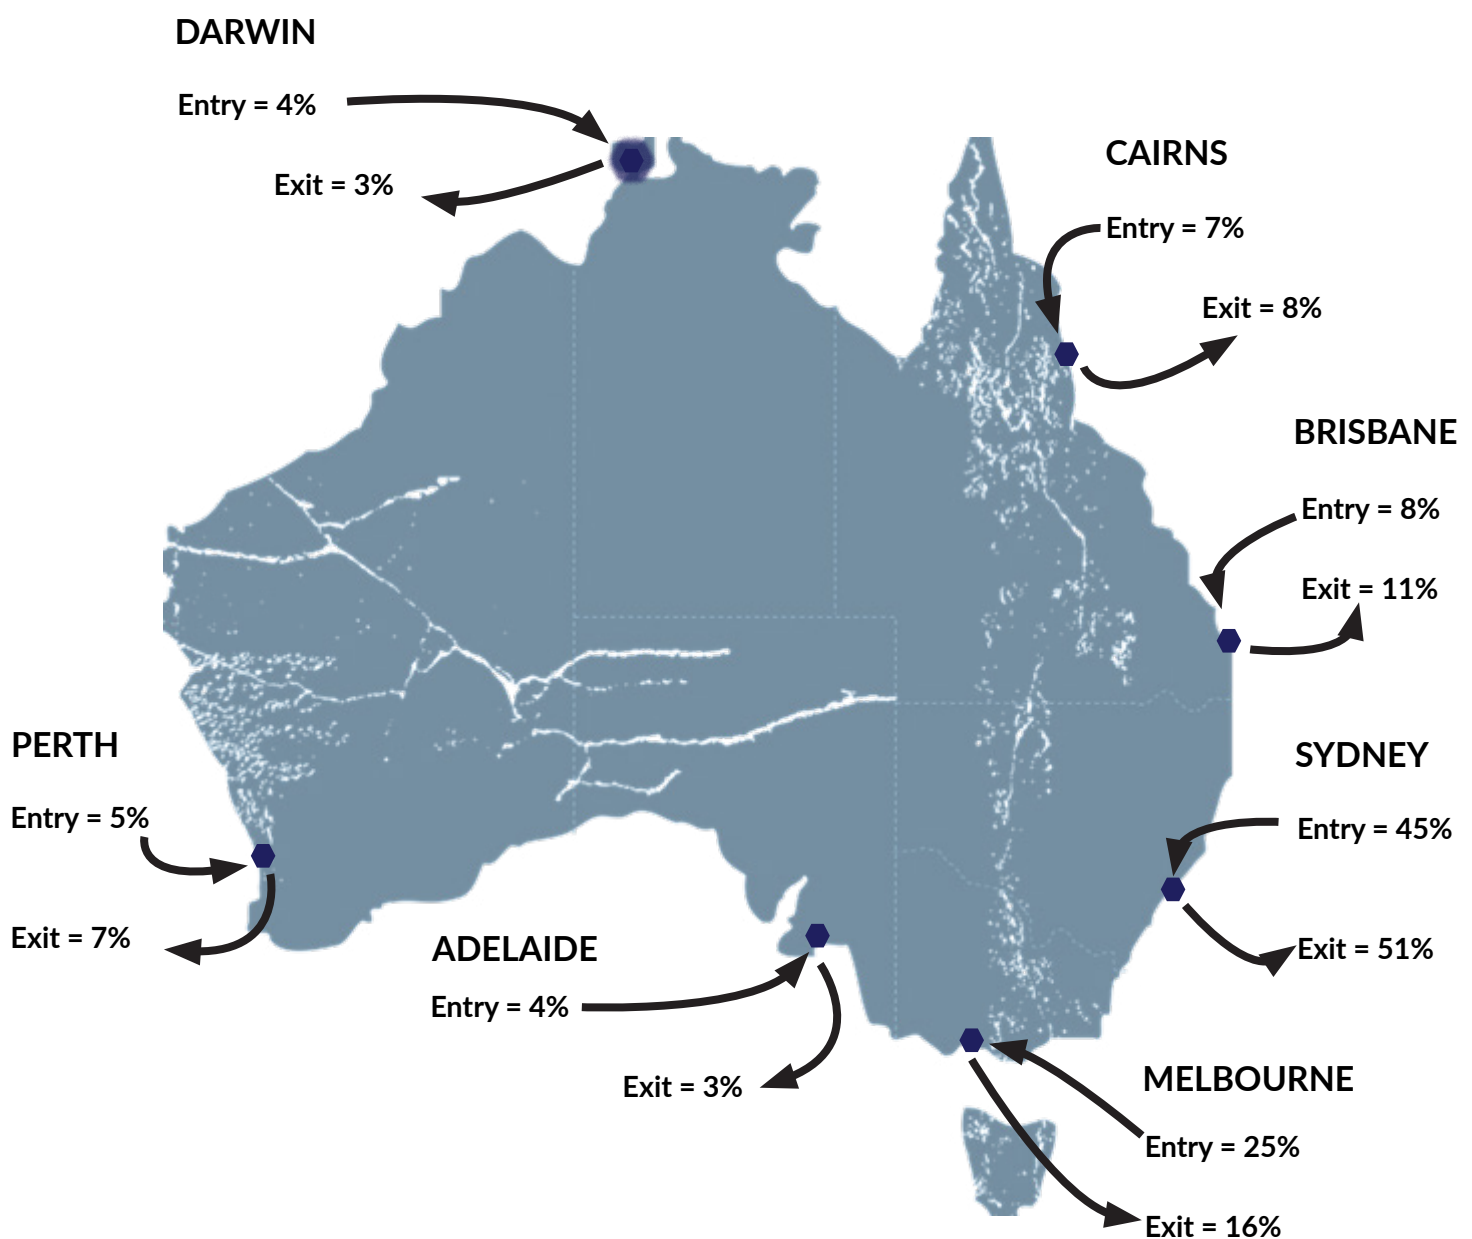 DARWIN
Entry = 4%
Exit = 3%
CAIRNS
Entry = 7%
Exit = 8%
BRISBANE
Entry = 8%
Exit = 11%
SYDNEY
Entry = 45%
Exit = 51%
PERTH
Entry = 5%
Exit = 7%
ADELAIDE
Entry = 4%
Exit = 3%
MELBOURNE
Entry = 25%
Exit = 16%